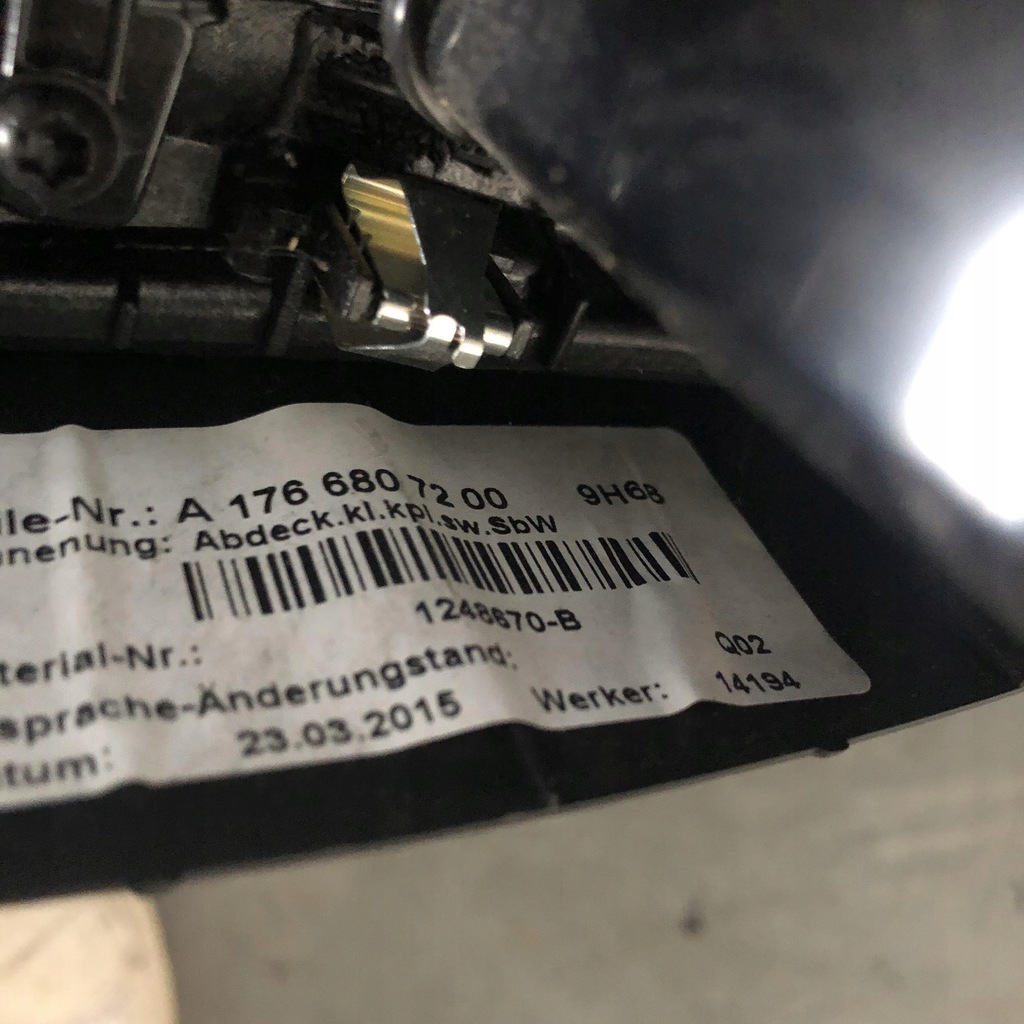 ile-Nr.: A 176 680 72 00 9H68
nnenung: Abdeck.kl.kpl.sw.SbW
1248670-B
terial-Nr.:
sprache-Änderungstand: Q02
tum: 23.03.2015 Werker: 14194